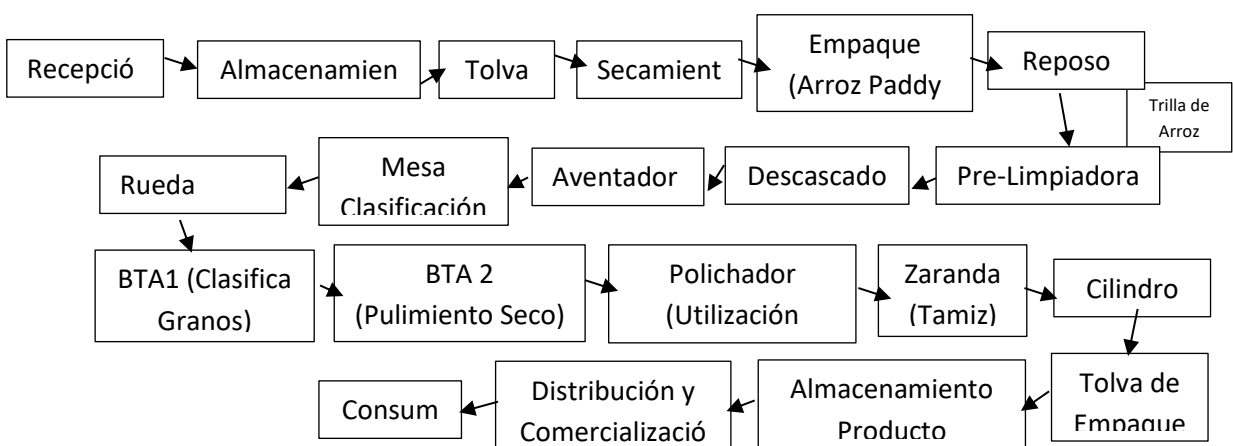 Recepció
Almacenamien
Tolva
Secamient
Empaque
(Arroz Paddy
Reposo
Trilla de
Arroz
Pre-Limpiadora
Descascado
Aventador
Mesa
Clasificación
Rueda
BTA1 (Clasifica
Granos)
BTA 2
(Pulimiento Seco)
Polichador
(Utilización
Zaranda
(Tamiz)
Cilindro
Tolva de
Empaque
Almacenamiento
Producto
Distribución y
Comercializació
Consum